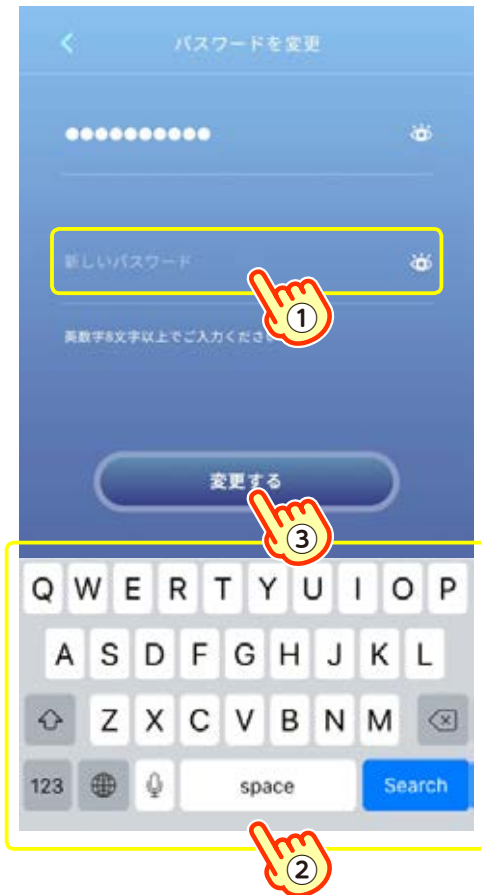 パスワードを変更
●●●●●●●●●●
新しいパスワード
①
英数字8文字以上でご入力くださ
変更する
③
Q W E R T Y U I O P
A S D F G H J K L
Z X C V B N M
123 space Search
②